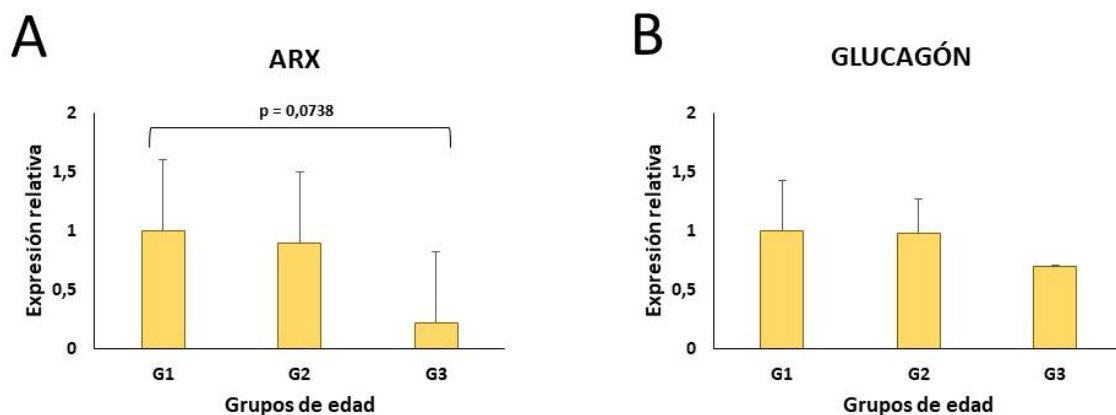 A
ARX
p = 0,0738
2
1,5
1
0,5
0
Expresión relativa
G1 G2 G3
Grupos de edad
B
GLUCAGÓN
2
1,5
1
0,5
0
Expresión relativa
G1 G2 G3
Grupos de edad